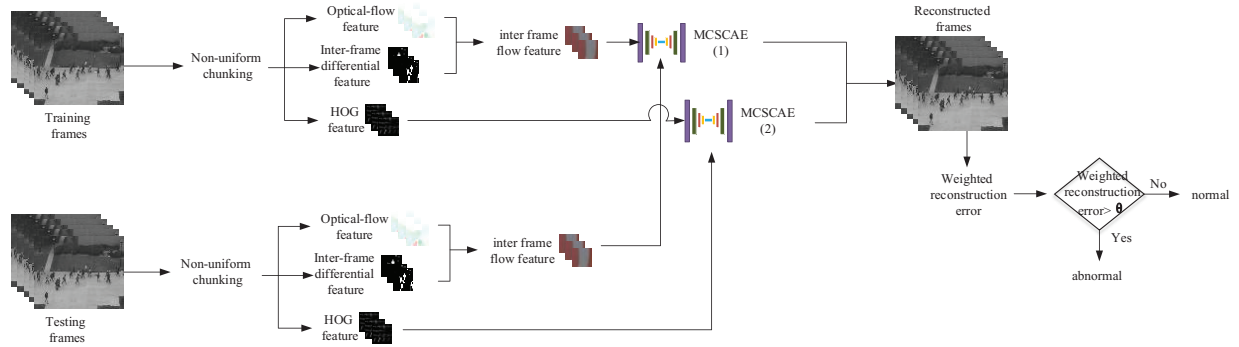 Training
frames
Non-uniform
chunking
Optical-flow
feature
Inter-frame
differential
feature
HOG
feature
inter frame
flow feature
MCSCAE
(1)
MCSCAE
(2)
Reconstructed
frames
Weighted
reconstruction
error
Weighted
reconstruction
error> θ
No
normal
Yes
abnormal
Testing
frames
Non-uniform
chunking
Optical-flow
feature
Inter-frame
differential
feature
HOG
feature
inter frame
flow feature